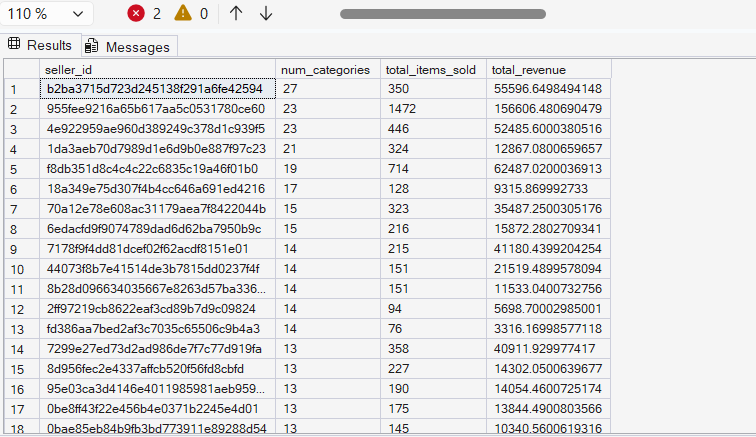 110 % 2 0
Results Messages
seller_id num_categories total_items_sold total_revenue
1 b2ba3715d723d245138f291a6fe42594 27 350 55596.6498494148
2 955fee9216a65b617aa5c0531780ce60 23 1472 156606.480690479
3 4e922959ae960d389249c378d1c939f5 23 446 52485.6000380516
4 1da3aeb70d7989d1e6d9b0e887f97c23 21 324 12867.0800659657
5 f8db351d8c4c4c22c6835c19a46f01b0 19 714 62487.0200036913
6 18a349e75d307f4b4cc646a691ed4216 17 128 9315.869992733
7 70a12e78e608ac31179aea7f8422044b 15 323 35487.2500305176
8 6edacfd9f9074789dad6d62ba7950b9c 15 216 15872.2802709341
9 7178f9f4dd81dcef02f62acdf8151e01 14 215 41180.4399204254
10 44073f8b7e41514de3b7815dd0237f4f 14 151 21519.4899578094
11 8b28d096634035667e8263d57ba336... 14 151 11533.0400732756
12 2ff97219cb8622eaf3cd89b7d9c09824 14 94 5698.70002985001
13 fd386aa7bed2af3c7035c65506c9b4a3 14 76 3316.16998577118
14 7299e27ed73d2ad986de7f7c77d919fa 13 358 40911.929977417
15 8d956fec2e4337affcb520f56fd8cbfd 13 227 14302.0500639677
16 95e03ca3d4146e4011985981aeb959... 13 190 14054.4600725174
17 0be8ff43f22e456b4e0371b2245e4d01 13 175 13844.4900803566
18 0bae85eb84b9fb3bd773911e89288d54 13 145 10340.5600619316